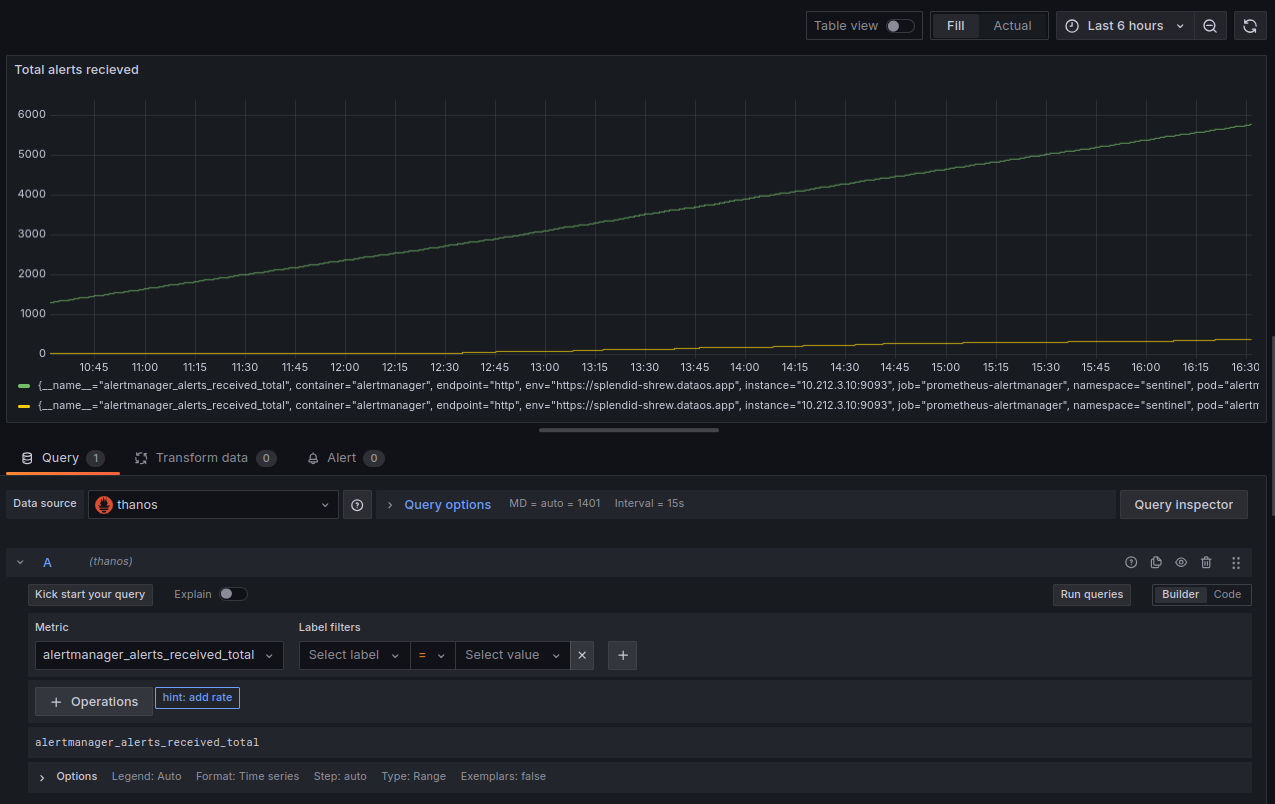 Table view Fill Actual Last 6 hours
Total alerts recieved
6000
5000
4000
3000
2000
1000
0
10:45 11:00 11:15 11:30 11:45 12:00 12:15 12:30 12:45 13:00 13:15 13:30 13:45 14:00 14:15 14:30 14:45 15:00 15:15 15:30 15:45 16:00 16:15 16:30
{__name__="alertmanager_alerts_received_total", container="alertmanager", endpoint="http", env="https://splendid-shrew.dataos.app", instance="10.212.3.10:9093", job="prometheus-alertmanager", namespace="sentinel", pod="alertm
{__name__="alertmanager_alerts_received_total", container="alertmanager", endpoint="http", env="https://splendid-shrew.dataos.app", instance="10.212.3.10:9093", job="prometheus-alertmanager", namespace="sentinel", pod="alertm
Query 1 Transform data 0 Alert 0
Data source thanos Query options MD = auto = 1401 Interval = 15s Query inspector
A (thanos)
Kick start your query Explain Run queries Builder Code
Metric Label filters
alertmanager_alerts_received_total Select label = Select value
+ Operations hint: add rate
alertmanager_alerts_received_total
Options Legend: Auto Format: Time series Step: auto Type: Range Exemplars: false